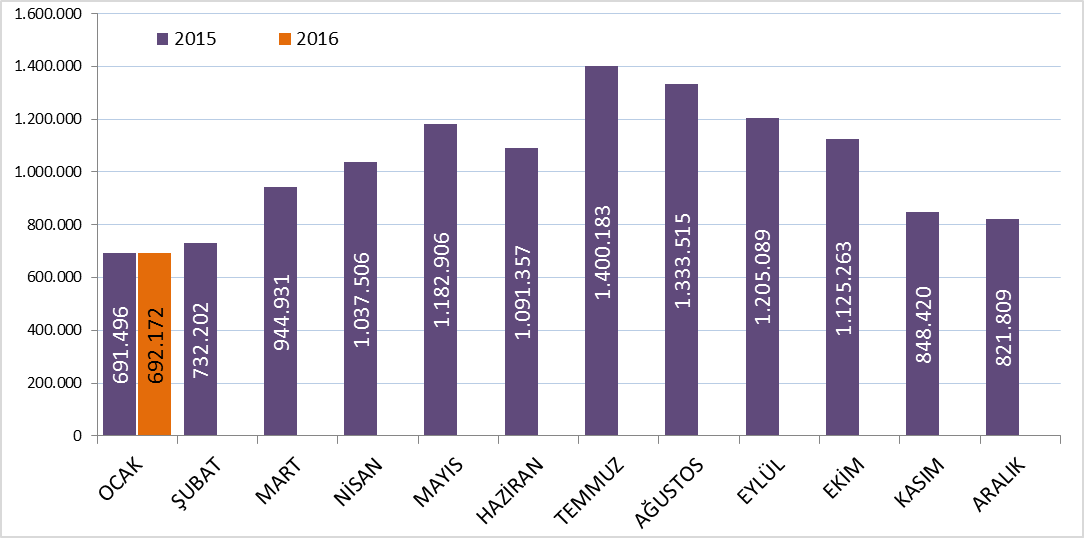 1.600.000
1.400.000
1.200.000
1.000.000
800.000
600.000
400.000
200.000
0
2015
2016
691.496
692.172
732.202
944.931
1.037.506
1.182.906
1.091.357
1.400.183
1.333.515
1.205.089
1.125.263
848.420
821.809
OCAK
ŞUBAT
MART
NİSAN
MAYIS
HAZİRAN
TEMMUZ
AĞUSTOS
EYLÜL
EKİM
KASIM
ARALIK